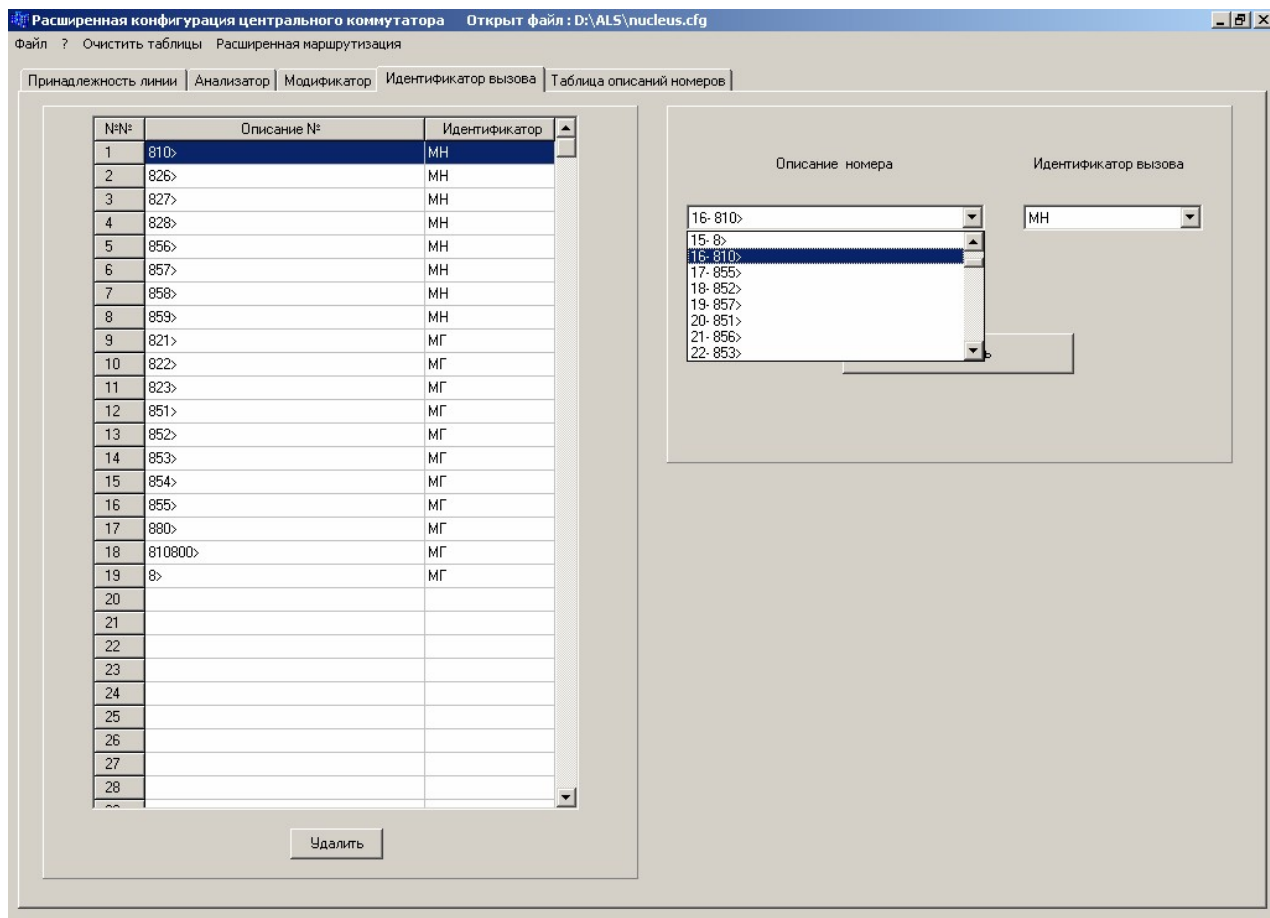 Расширенная конфигурация центрального коммутатора Открыт файл : D:\ALS\nucleus.cfg
Файл ? Очистить таблицы Расширенная маршрутизация
Принадлежность линии Анализатор Модификатор Идентификатор вызова Таблица описаний номеров
№№ Описание № Идентификатор
1 810> МН
2 826> МН
3 827> МН
4 828> МН
5 856> МН
6 857> МН
7 858> МН
8 859> МН
9 821> МГ
10 822> МГ
11 823> МГ
12 851> МГ
13 852> МГ
14 853> МГ
15 854> МГ
16 855> МГ
17 880> МГ
18 810800> МГ
19 8> МГ
20
21
22
23
24
25
26
27
28
Удалить
Описание номера Идентификатор вызова
16- 810> МН
15- 8>
16- 810>
17- 855>
18- 852>
19- 857>
20- 851>
21- 856>
22- 853>